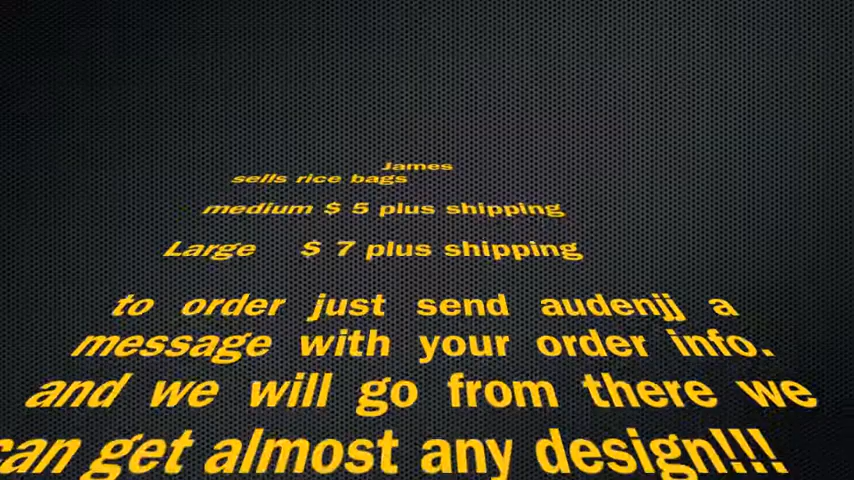 James
sells rice bags
medium $ 5 plus shipping
Large $ 7 plus shipping
to order just send audenjj a
message with your order info.
and we will go from there we
can get almost any design!!!